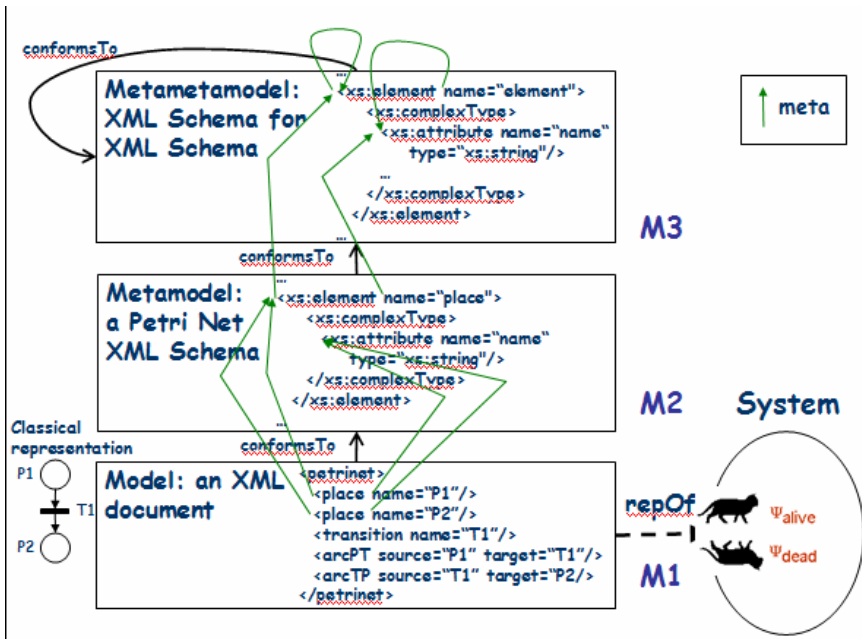 conformsTo
Metametamodel:
XML Schema for
XML Schema
...
<xs:element name=“element">
<xs:complexType>
<xs:attribute name=“name“
type=“xs:string"/>
...
</xs:complexType>
</xs:element>
...
M3
meta
conformsTo
Metamodel:
a Petri Net
XML Schema
...
<xs:element name=“place">
<xs:complexType>
<xs:attribute name=“name“
type=“xs:string"/>
</xs:complexType>
</xs:element>
...
M2
System
Classical
representation
P1
T1
P2
conformsTo
Model: an XML
document
<petrinet>
<place name=“P1”/>
<place name=“P2”/>
<transition name=“T1”/>
<arcPT source=“P1” target=“T1”/>
<arcTP source=“T1” target=“P2/>
</petrinet>
repOf
M1
Ψalive
Ψdead